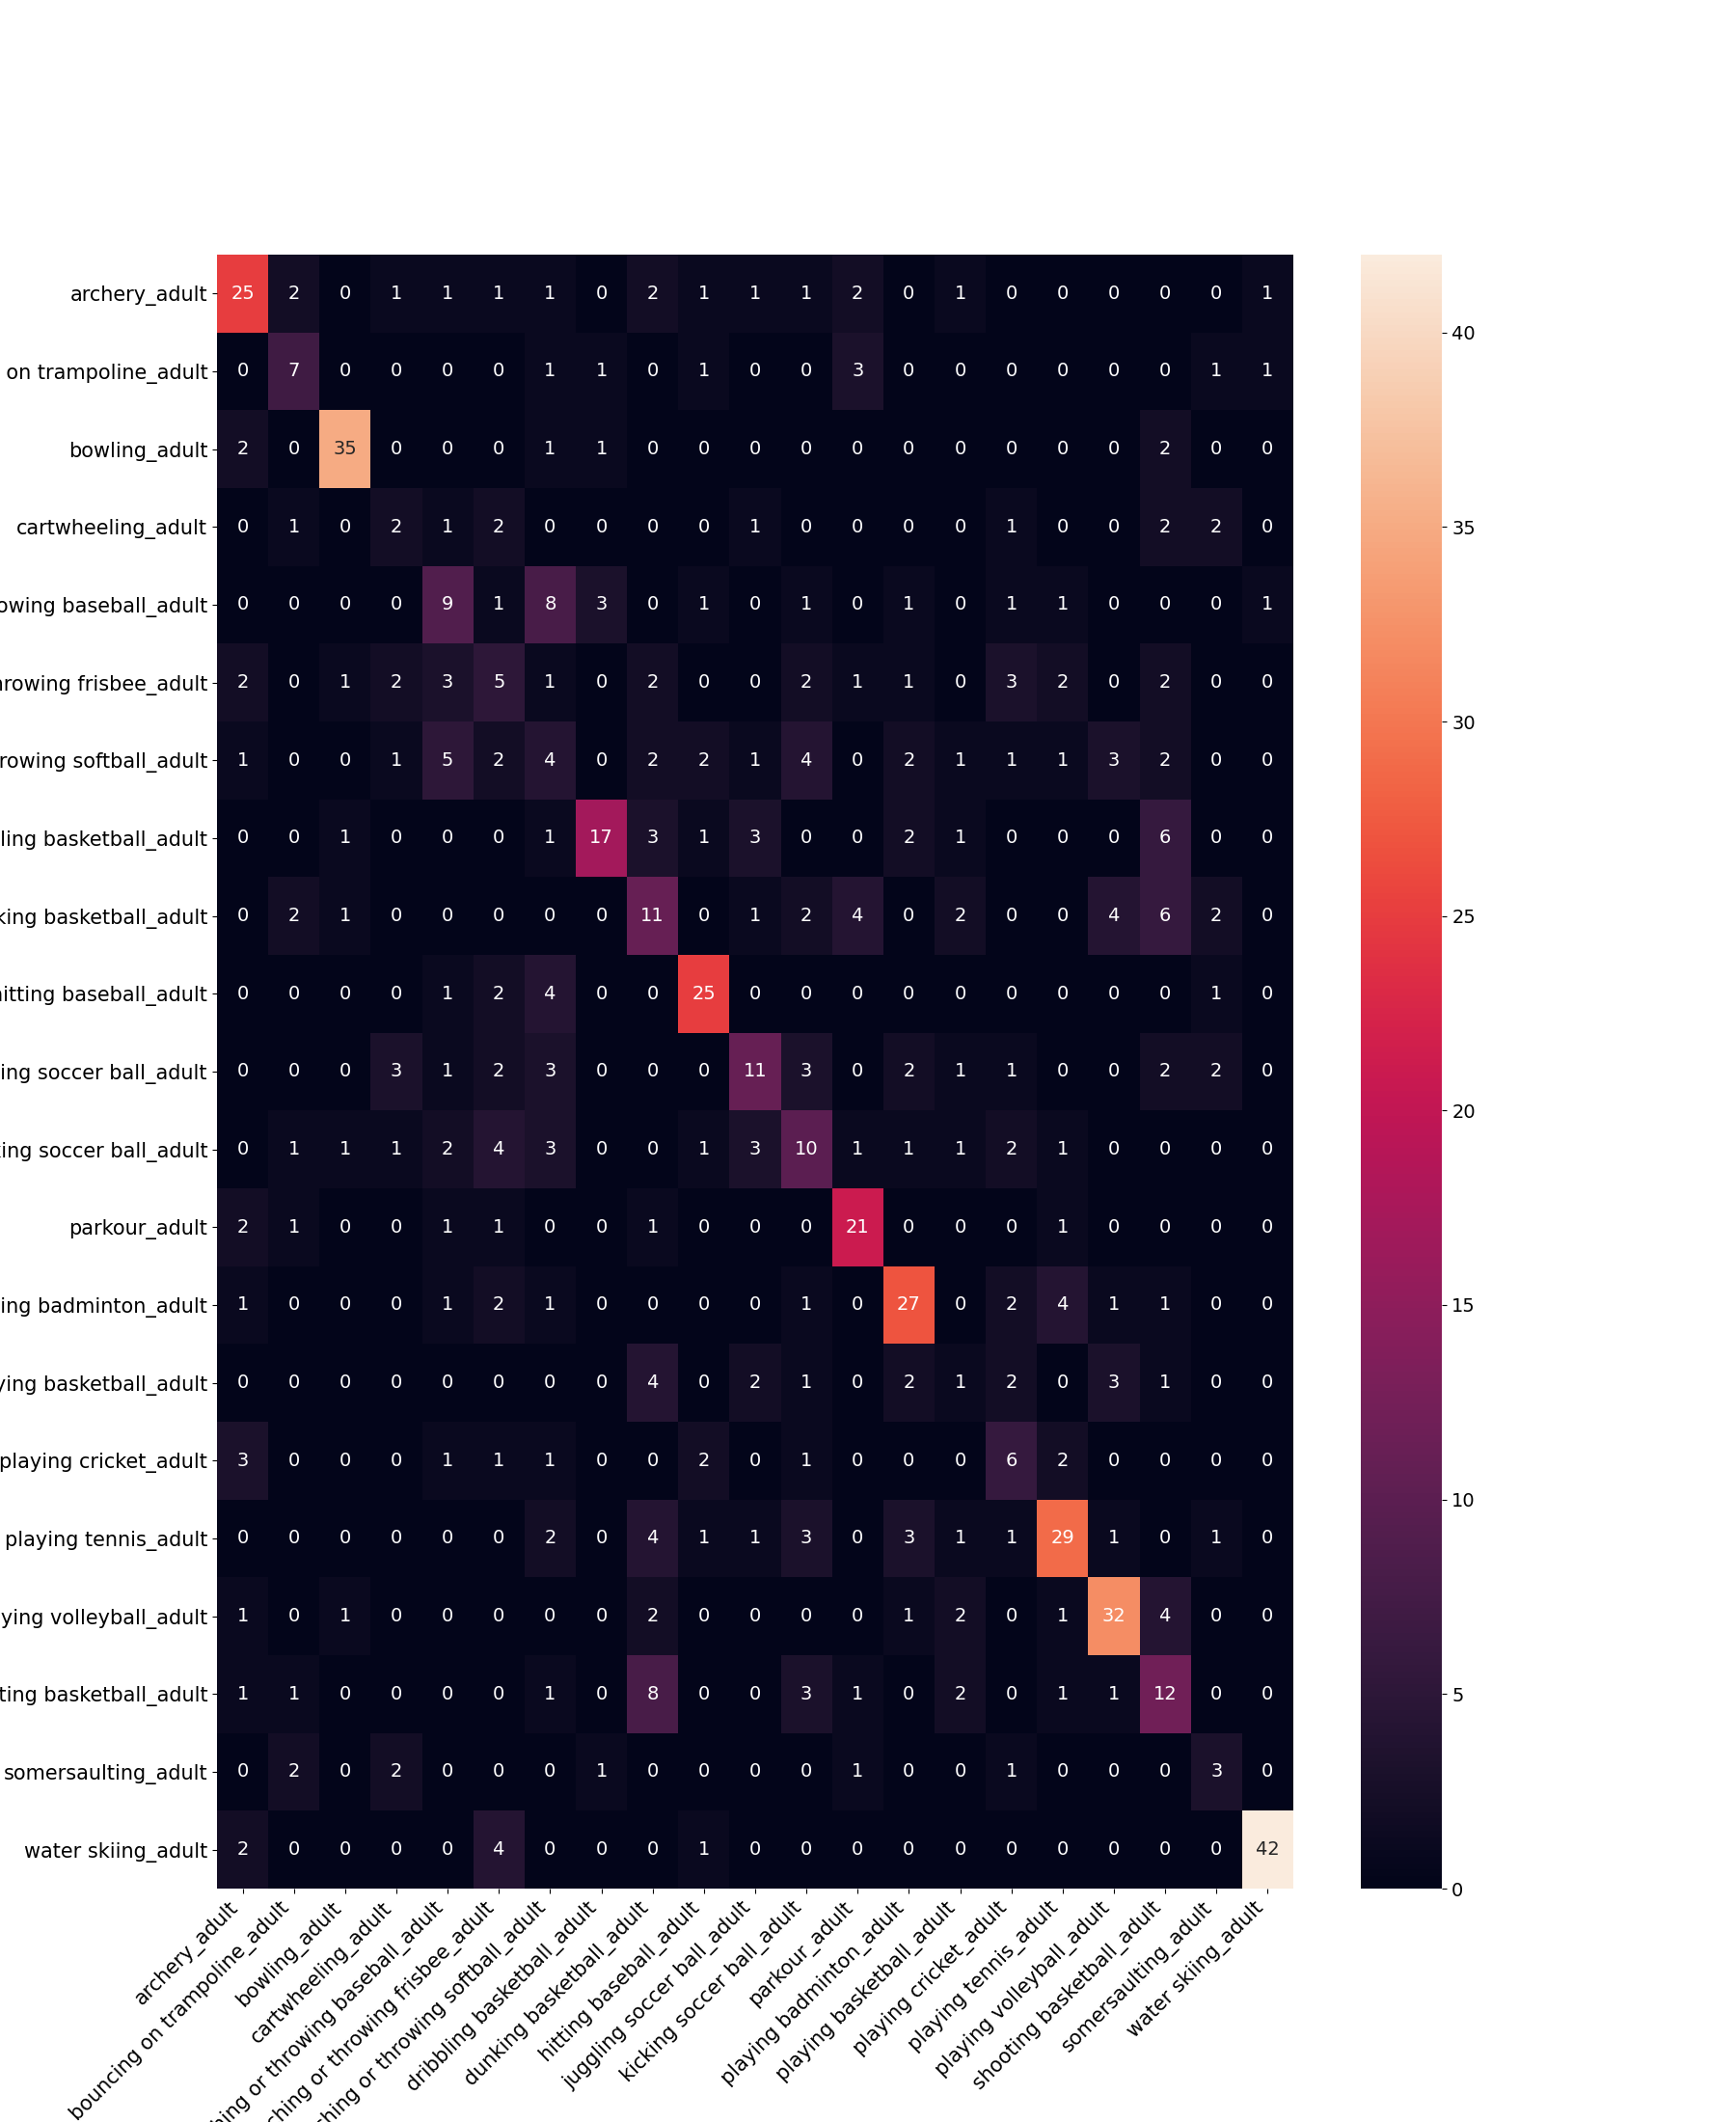 archery_adult 25 2 0 1 1 1 1 0 2 1 1 1 2 0 1 0 0 0 0 0 1
on trampoline_adult 0 7 0 0 0 0 1 1 0 1 0 0 3 0 0 0 0 0 0 1 1
bowling_adult 2 0 35 0 0 0 1 1 0 0 0 0 0 0 0 0 0 0 2 0 0
cartwheeling_adult 0 1 0 2 1 2 0 0 0 0 1 0 0 0 0 1 0 0 2 2 0
owing baseball_adult 0 0 0 0 9 1 8 3 0 1 0 1 0 1 0 1 1 0 0 0 1
rowing frisbee_adult 2 0 1 2 3 5 1 0 2 0 0 2 1 1 0 3 2 0 2 0 0
rowing softball_adult 1 0 0 1 5 2 4 0 2 2 1 4 0 2 1 1 1 3 2 0 0
ling basketball_adult 0 0 1 0 0 0 1 17 3 1 3 0 0 2 1 0 0 0 6 0 0
king basketball_adult 0 2 1 0 0 0 0 0 11 0 1 2 4 0 2 0 0 4 6 2 0
itting baseball_adult 0 0 0 0 1 2 4 0 0 25 0 0 0 0 0 0 0 0 0 1 0
ing soccer ball_adult 0 0 0 3 1 2 3 0 0 0 11 3 0 2 1 1 0 0 2 2 0
ing soccer ball_adult 0 1 1 1 2 4 3 0 0 1 3 10 1 1 1 2 1 0 0 0 0
parkour_adult 2 1 0 0 1 1 0 0 1 0 0 0 21 0 0 0 1 0 0 0 0
ing badminton_adult 1 0 0 0 1 2 1 0 0 0 0 1 0 27 0 2 4 1 1 0 0
ying basketball_adult 0 0 0 0 0 0 0 0 4 0 2 1 0 2 1 2 0 3 1 0 0
playing cricket_adult 3 0 0 0 1 1 1 0 0 2 0 1 0 0 0 6 2 0 0 0 0
playing tennis_adult 0 0 0 0 0 0 2 0 4 1 1 3 0 3 1 1 29 1 0 1 0
ying volleyball_adult 1 0 1 0 0 0 0 0 2 0 0 0 0 1 2 0 1 32 4 0 0
ting basketball_adult 1 1 0 0 0 0 1 0 8 0 0 3 1 0 2 0 1 1 12 0 0
somersaulting_adult 0 2 0 2 0 0 0 1 0 0 0 0 1 0 0 1 0 0 0 3 0
water skiing_adult 2 0 0 0 0 4 0 0 0 1 0 0 0 0 0 0 0 0 0 0 42
archery_adult
bouncing on trampoline_adult
bowling_adult
cartwheeling_adult
hing or throwing baseball_adult
ching or throwing frisbee_adult
ching or throwing softball_adult
dribbling basketball_adult
dunking basketball_adult
hitting baseball_adult
juggling soccer ball_adult
kicking soccer ball_adult
parkour_adult
playing badminton_adult
playing basketball_adult
playing cricket_adult
playing tennis_adult
playing volleyball_adult
shooting basketball_adult
somersaulting_adult
water skiing_adult
40
35
30
25
20
15
10
5
0